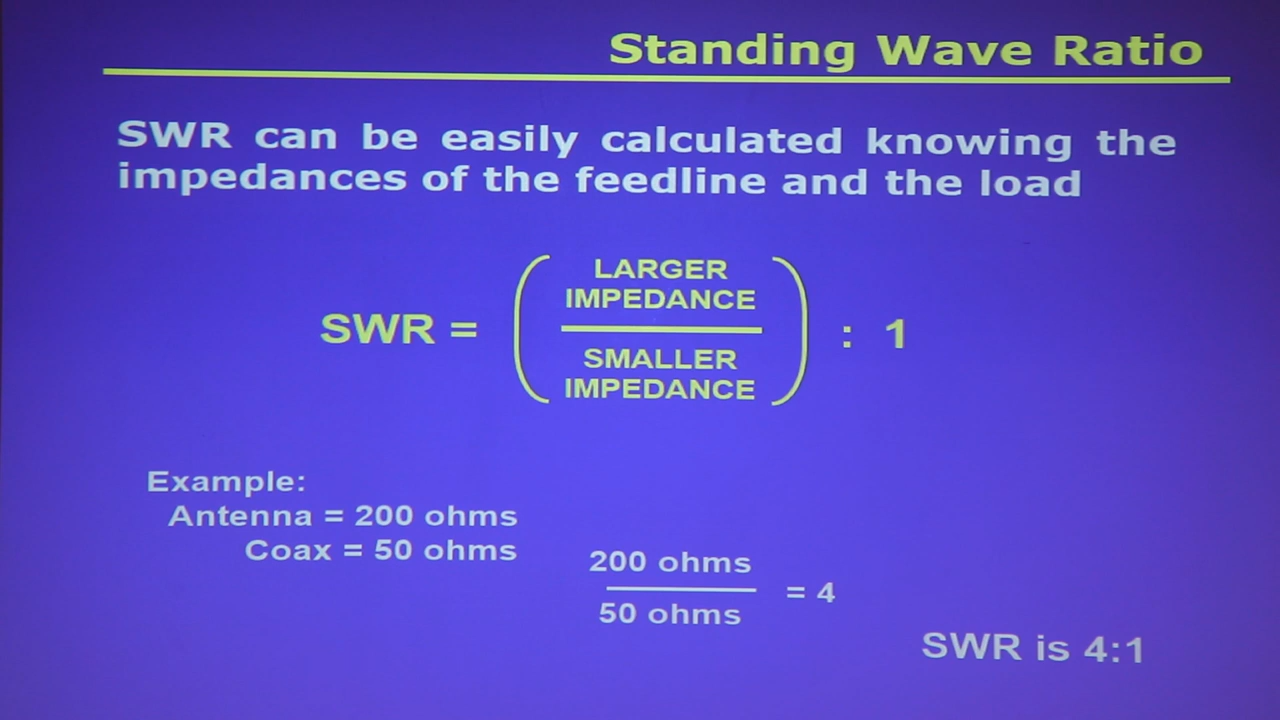 Standing Wave Ratio
SWR can be easily calculated knowing the
impedances of the feedline and the load
LARGER
IMPEDANCE
SWR = ( ) : 1
SMALLER
IMPEDANCE
Example:
Antenna = 200 ohms
Coax = 50 ohms
200 ohms
= 4
50 ohms
SWR is 4:1